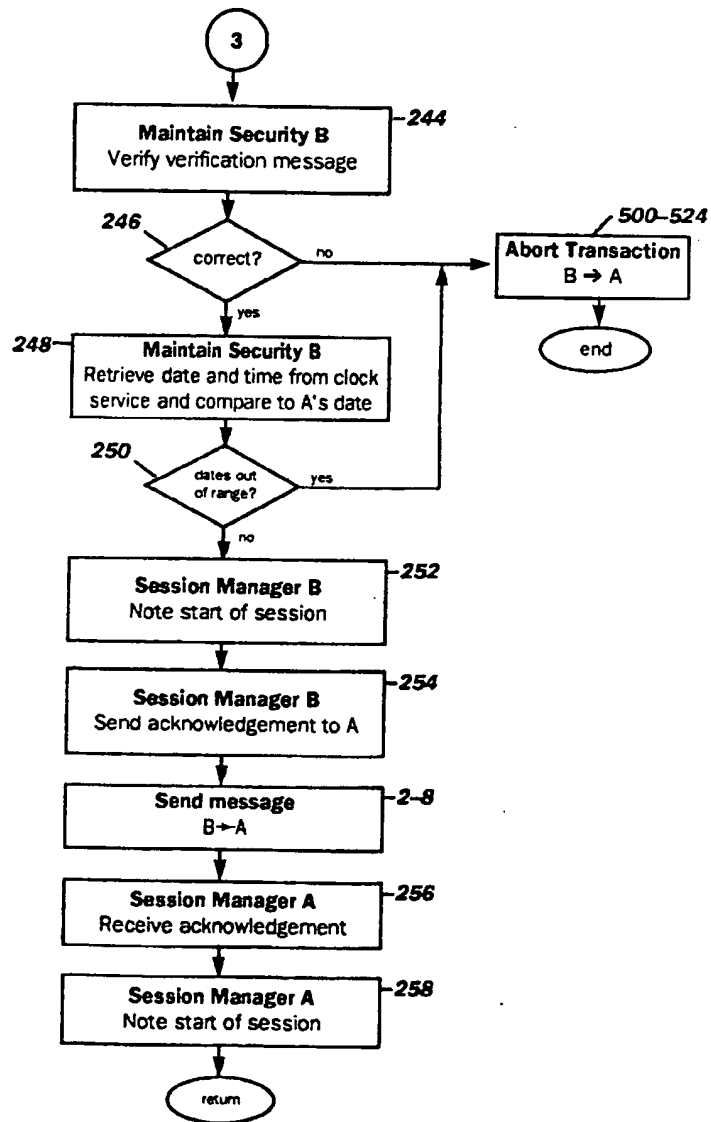 3
Maintain Security B
Verify verification message
244
246
correct?
no
yes
500–524
Abort Transaction
B → A
end
248
Maintain Security B
Retrieve date and time from clock
service and compare to A's date
250
dates out
of range?
yes
no
Session Manager B
Note start of session
252
Session Manager B
Send acknowledgement to A
254
Send message
B→A
2–8
Session Manager A
Receive acknowledgement
256
Session Manager A
Note start of session
258
return